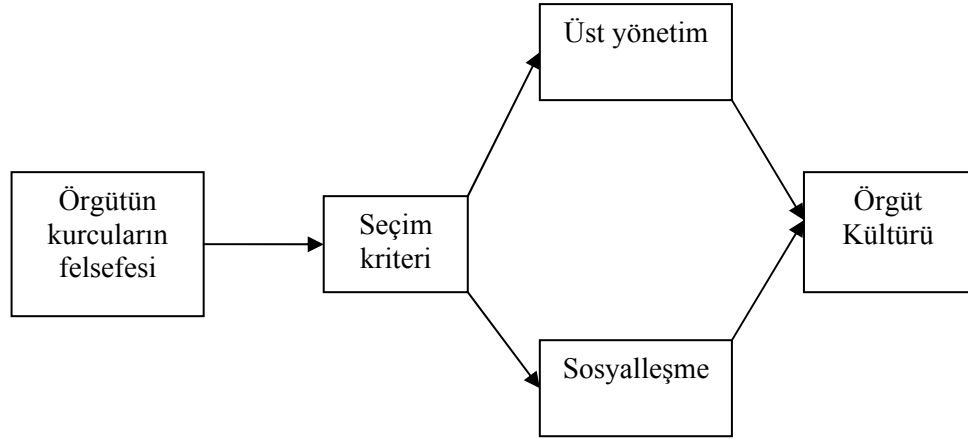 Üst yönetim
Örgütün
kurcuların
felsefesi
Seçim
kriteri
Örgüt
Kültürü
Sosyalleşme